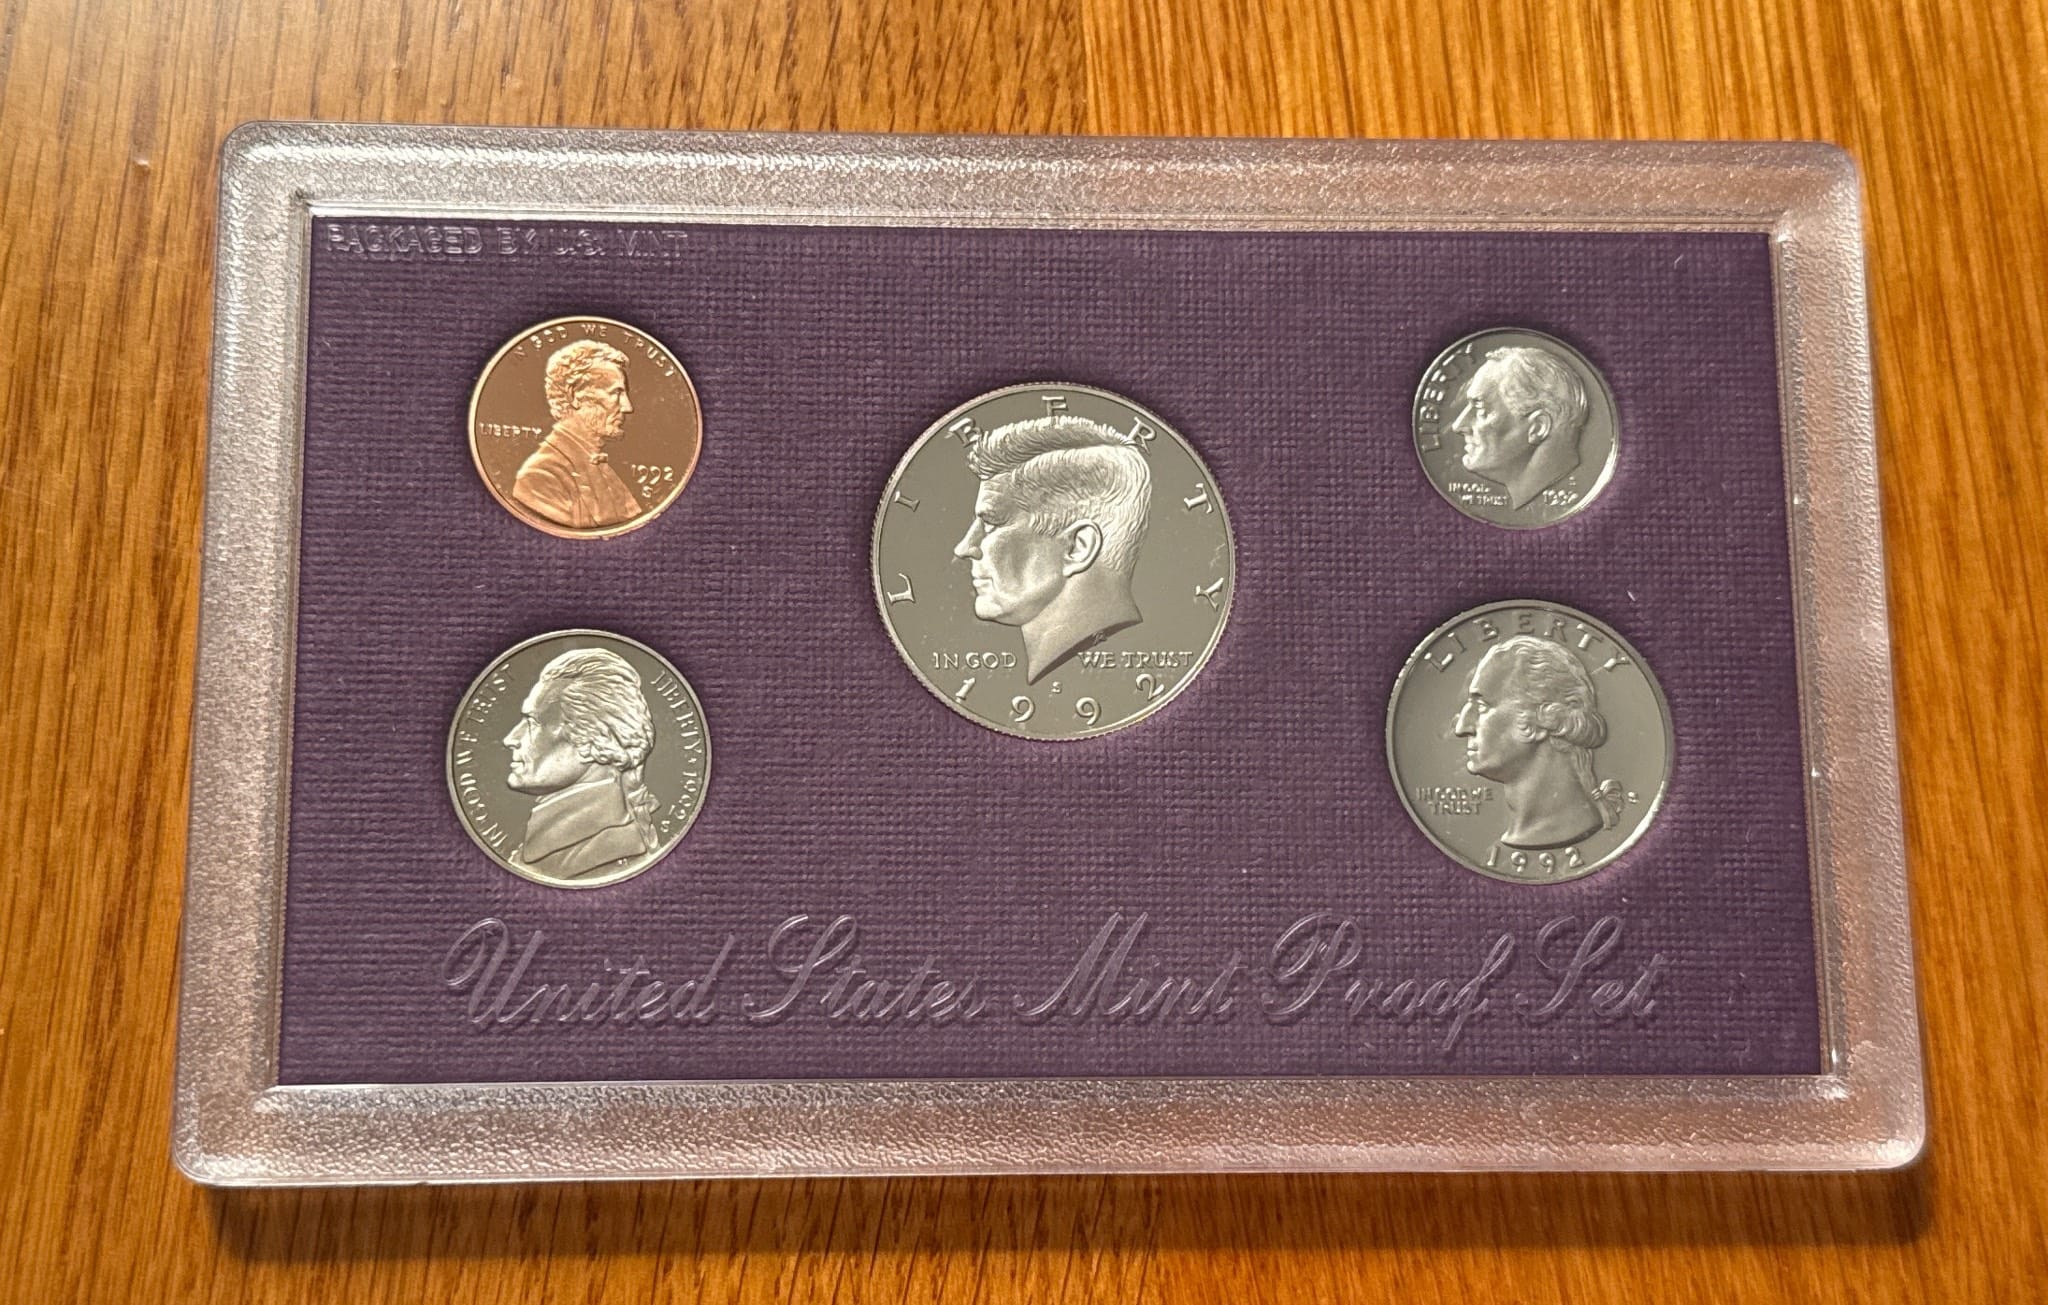 PACKAGED BY U.S. MINT
IN GOD WE TRUST
LIBERTY
1992
S
LIBERTY
IN GOD WE TRUST
S
1992
LIBERTY
IN GOD
WE TRUST
S
1992
IN GOD WE TRUST
LIBERTY★1992
S
LIBERTY
IN GOD WE
TRUST
S
1992
United States Mint Proof Set